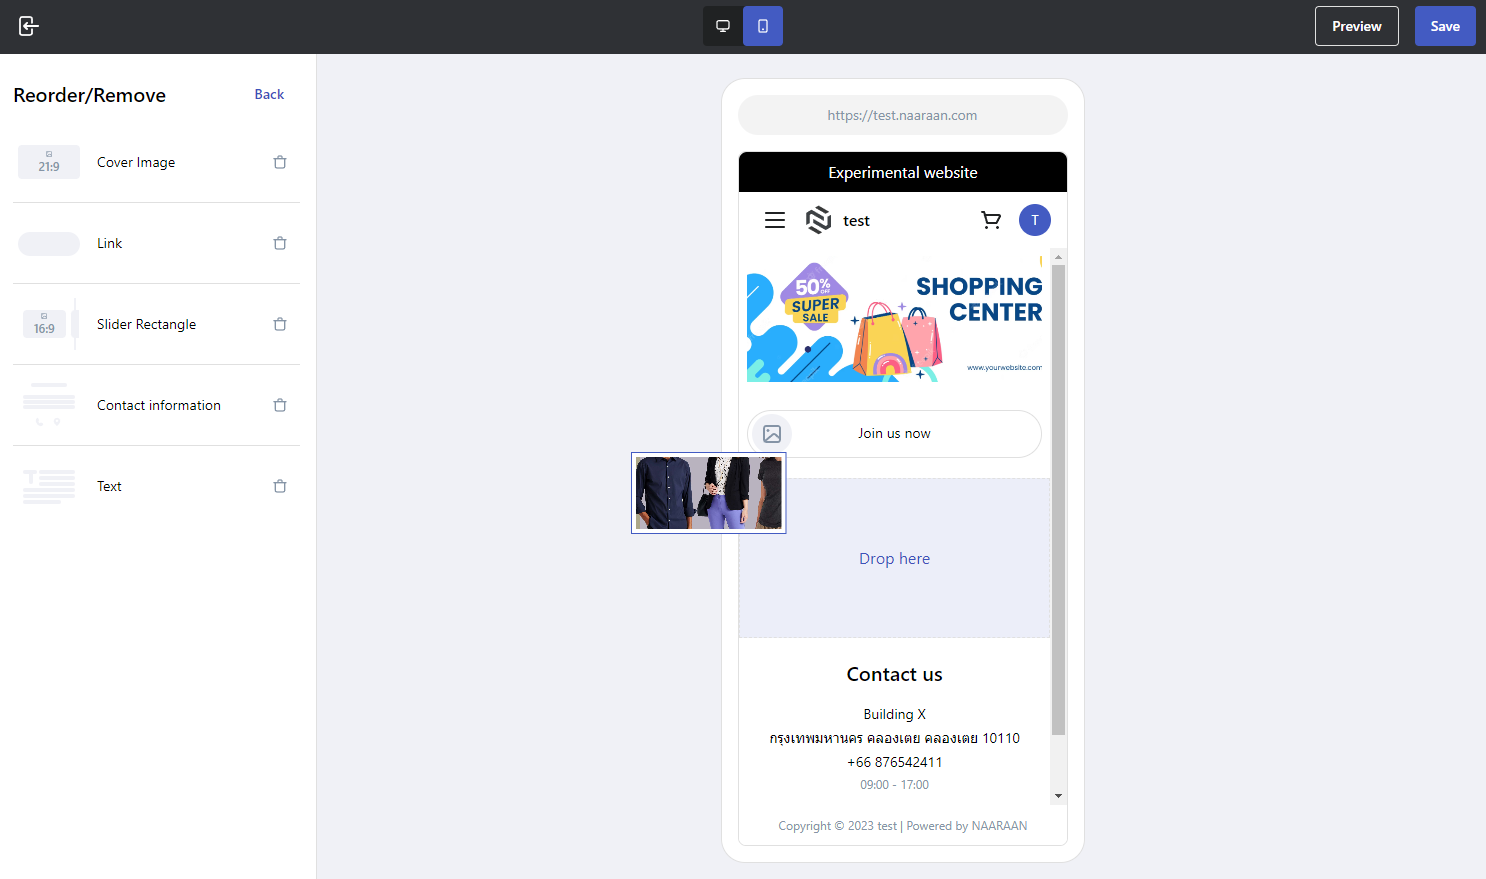 Preview
Save
Reorder/Remove
Back
21:9
Cover Image
Link
16:9
Slider Rectangle
Contact information
Text
https://test.naaraan.com
Experimental website
test
T
50%
OFF
SUPER
SALE
SHOPPING
CENTER
www.yourwebsite.com
Join us now
Drop here
Contact us
Building X
กรุงเทพมหานคร คลองเตย คลองเตย 10110
+66 876542411
09:00 - 17:00
Copyright © 2023 test | Powered by NAARAAN